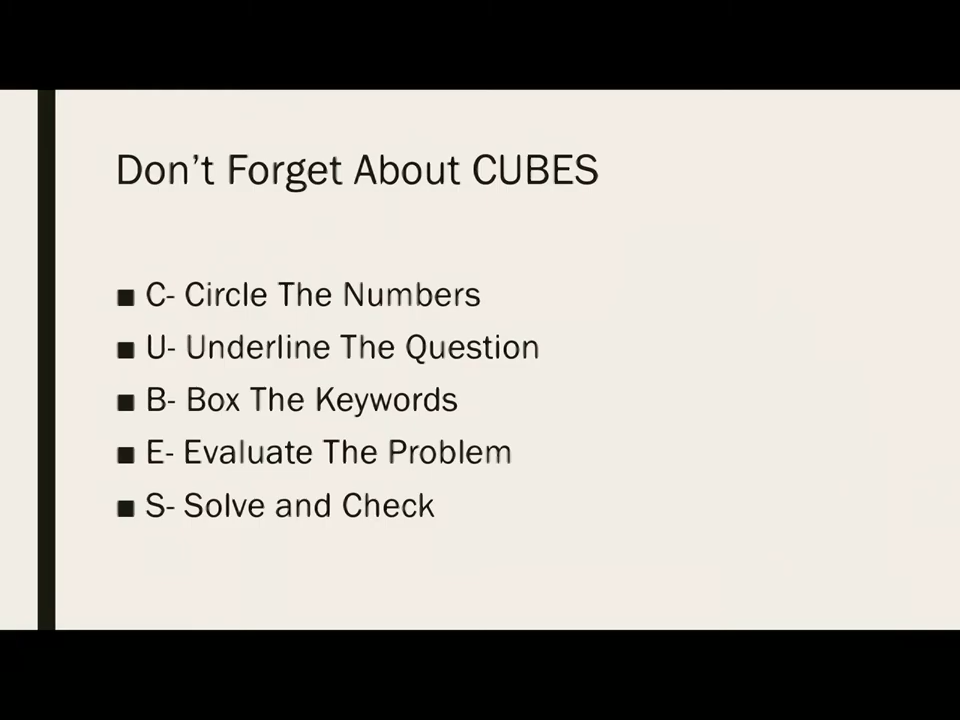 Don't Forget About CUBES
■ C- Circle The Numbers
■ U- Underline The Question
■ B- Box The Keywords
■ E- Evaluate The Problem
■ S- Solve and Check